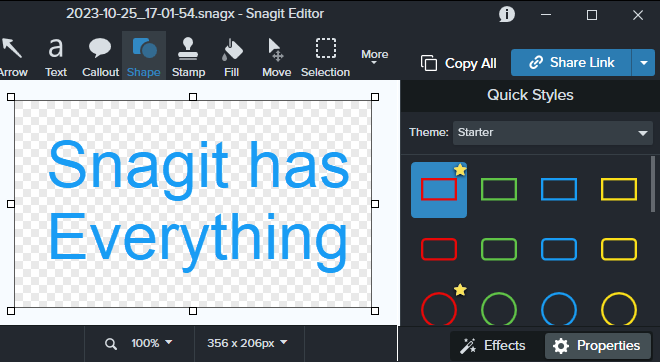 2023-10-25_17-01-54.snagx - Snagit Editor
Arrow
Text
Callout
Shape
Stamp
Fill
Move
Selection
More
Copy All
Share Link
Quick Styles
Theme:
Starter
Snagit has
Everything
100%
356 x 206px
Effects
Properties